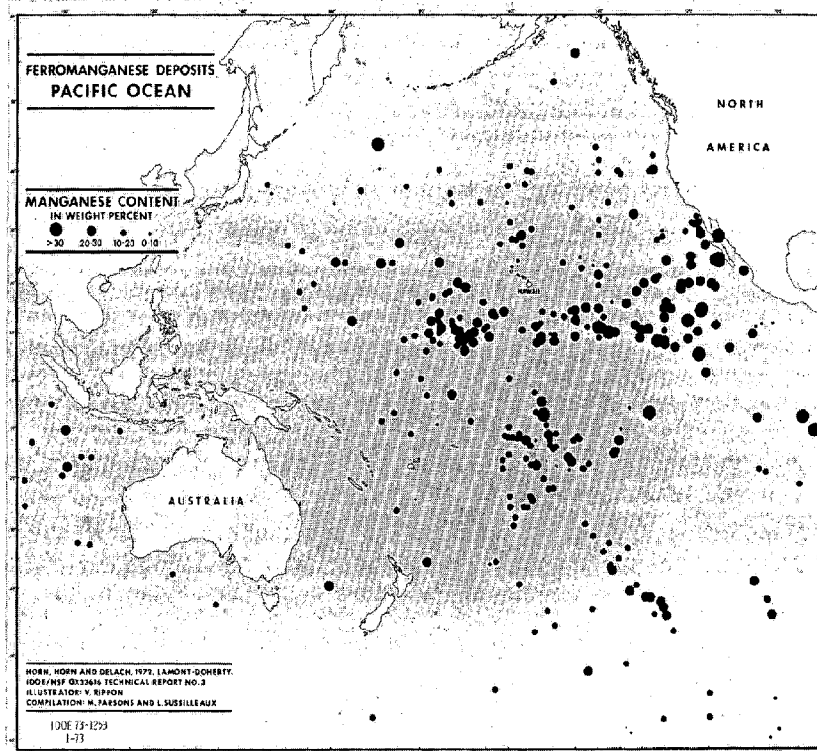 FERROMANGANESE DEPOSITS
PACIFIC OCEAN
NORTH
AMERICA
MANGANESE CONTENT
IN WEIGHT PERCENT
>30 20-30 10-20 0-10
HAWAII
AUSTRALIA
HORN, HORN AND DELACH, 1972, LAMONT-DOHERTY.
IDOE/NSF GX33616 TECHNICAL REPORT NO. 3
ILLUSTRATOR: V. RIPPON
COMPILATION: M. PARSONS AND L. SUSSILLEAUX
IDOE 73-1253
1-73